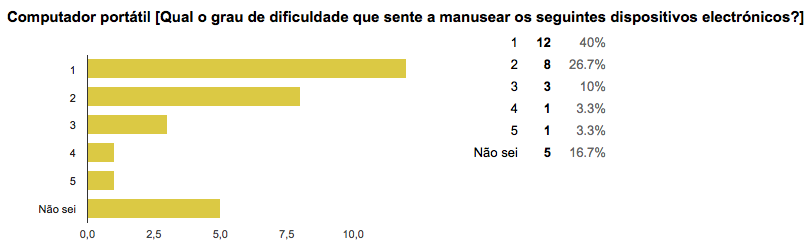 Computador portátil [Qual o grau de dificuldade que sente a manusear os seguintes dispositivos electrónicos?]
1 12 40%
2 8 26.7%
3 3 10%
4 1 3.3%
5 1 3.3%
Não sei 5 16.7%
1
2
3
4
5
Não sei
0,0 2,5 5,0 7,5 10,0